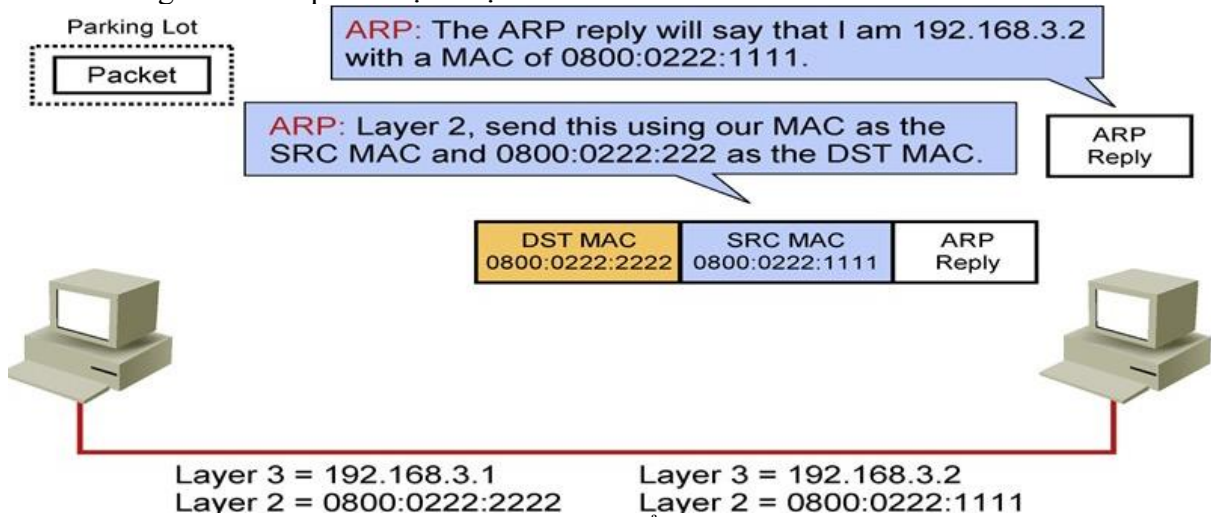 Parking Lot
Packet
ARP: The ARP reply will say that I am 192.168.3.2
with a MAC of 0800:0222:1111.
ARP
Reply
ARP: Layer 2, send this using our MAC as the
SRC MAC and 0800:0222:222 as the DST MAC.
DST MAC
0800:0222:2222
SRC MAC
0800:0222:1111
ARP
Reply
Layer 3 = 192.168.3.1
Layer 2 = 0800:0222:2222
Layer 3 = 192.168.3.2
Layer 2 = 0800:0222:1111